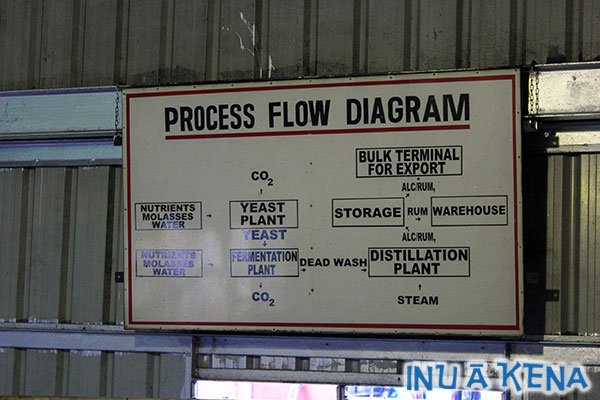 PROCESS FLOW DIAGRAM
BULK TERMINAL
FOR EXPORT
CO2
ALC/RUM,
NUTRIENTS
MOLASSES
WATER
YEAST
PLANT
STORAGE
RUM
WAREHOUSE
YEAST
ALC/RUM,
NUTRIENTS
MOLASSES
WATER
FERMENTATION
PLANT
DEAD WASH
DISTILLATION
PLANT
CO2
STEAM
INU A KENA